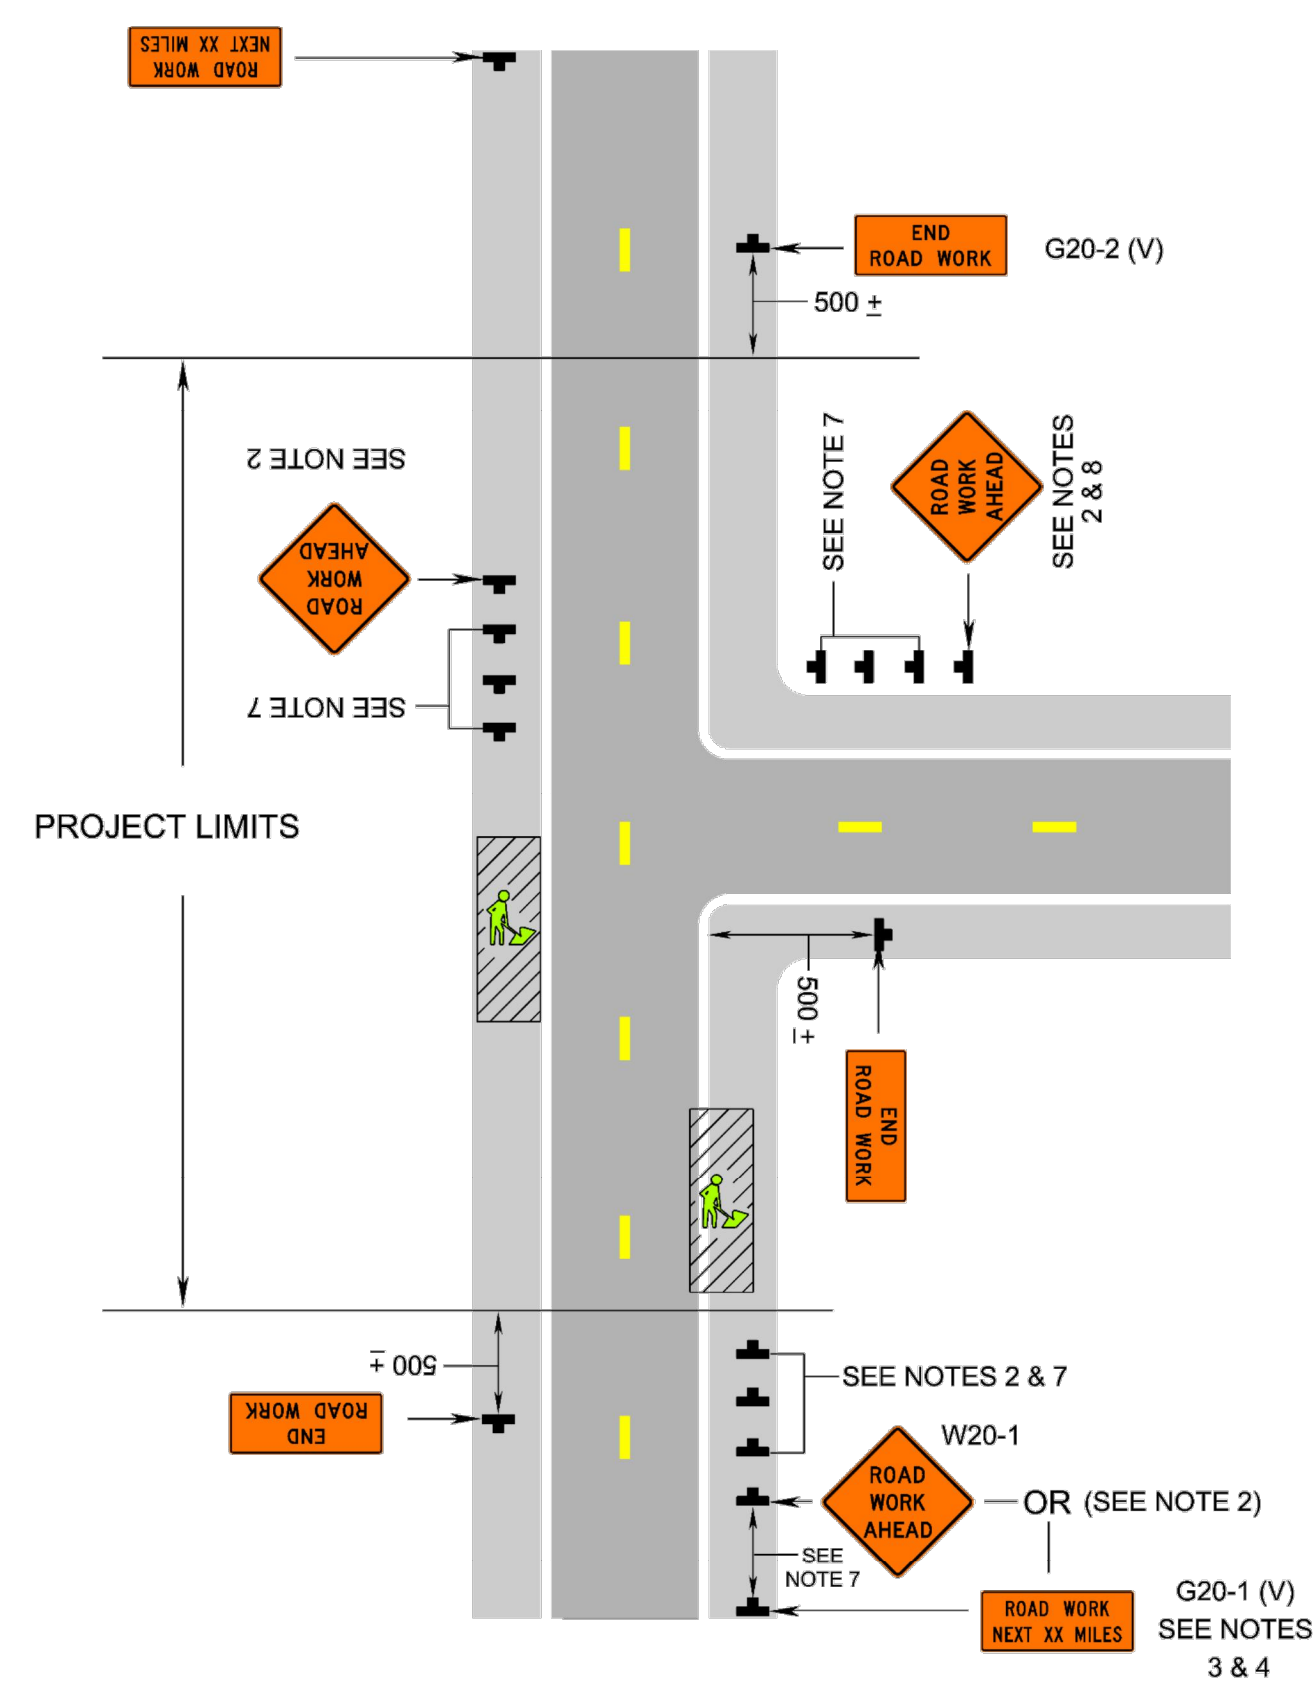 ROAD WORK
NEXT XX MILES
END
ROAD WORK
G20-2 (V)
500 ±
SEE NOTE 2
SEE NOTE 7
ROAD
WORK
AHEAD
SEE NOTES
2 & 8
ROAD
WORK
AHEAD
SEE NOTE 7
PROJECT LIMITS
500 ±
END
ROAD WORK
500 ±
END
ROAD WORK
SEE NOTES 2 & 7
W20-1
ROAD
WORK
AHEAD
OR (SEE NOTE 2)
SEE
NOTE 7
ROAD WORK
NEXT XX MILES
G20-1 (V)
SEE NOTES
3 & 4